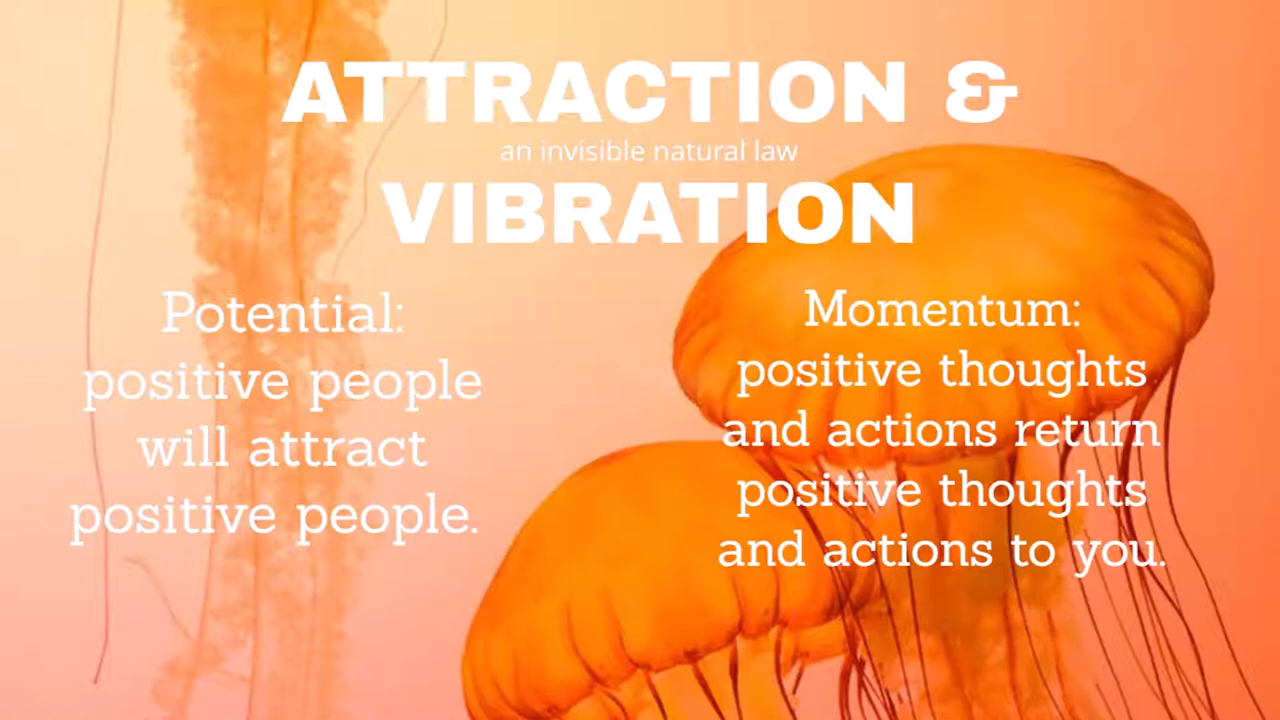 ATTRACTION &
an invisible natural law
VIBRATION
Potential:
positive people
will attract
positive people.
Momentum:
positive thoughts
and actions return
positive thoughts
and actions to you.